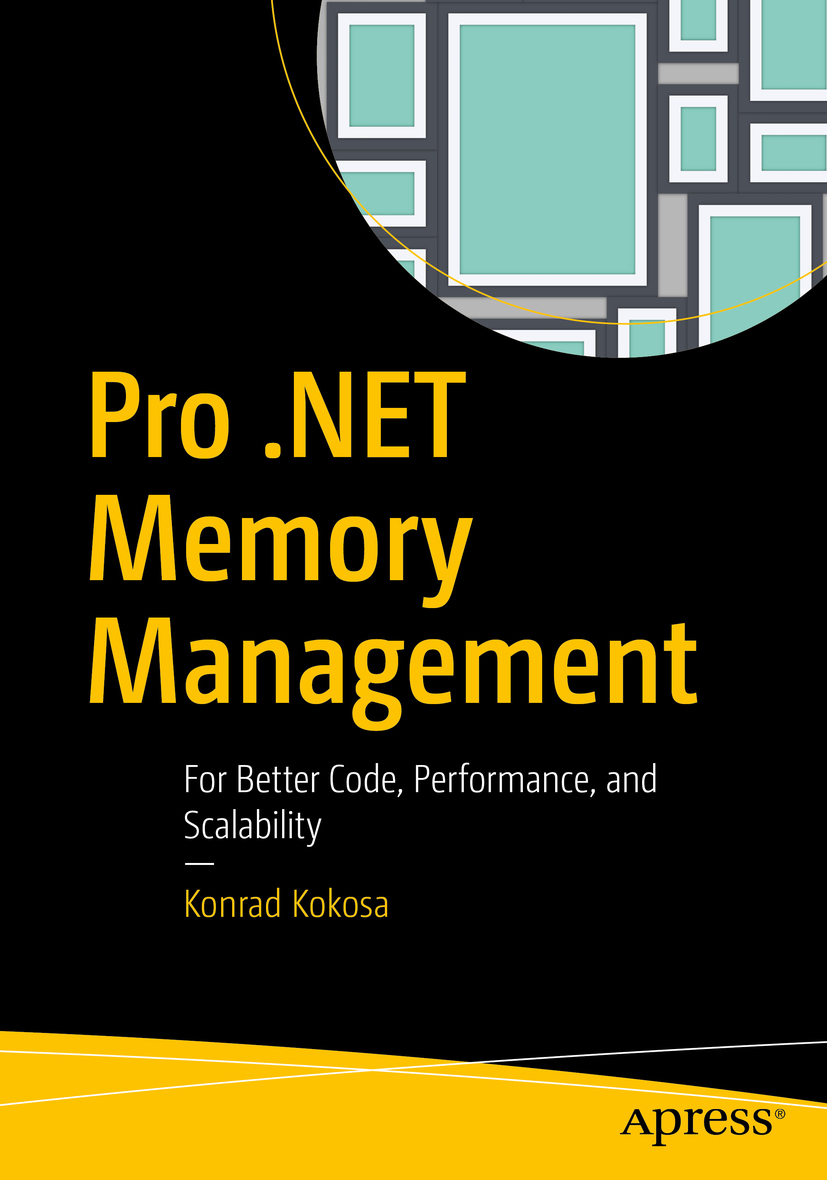 Pro .NET
Memory
Management
For Better Code, Performance, and
Scalability
—
Konrad Kokosa
Apress®